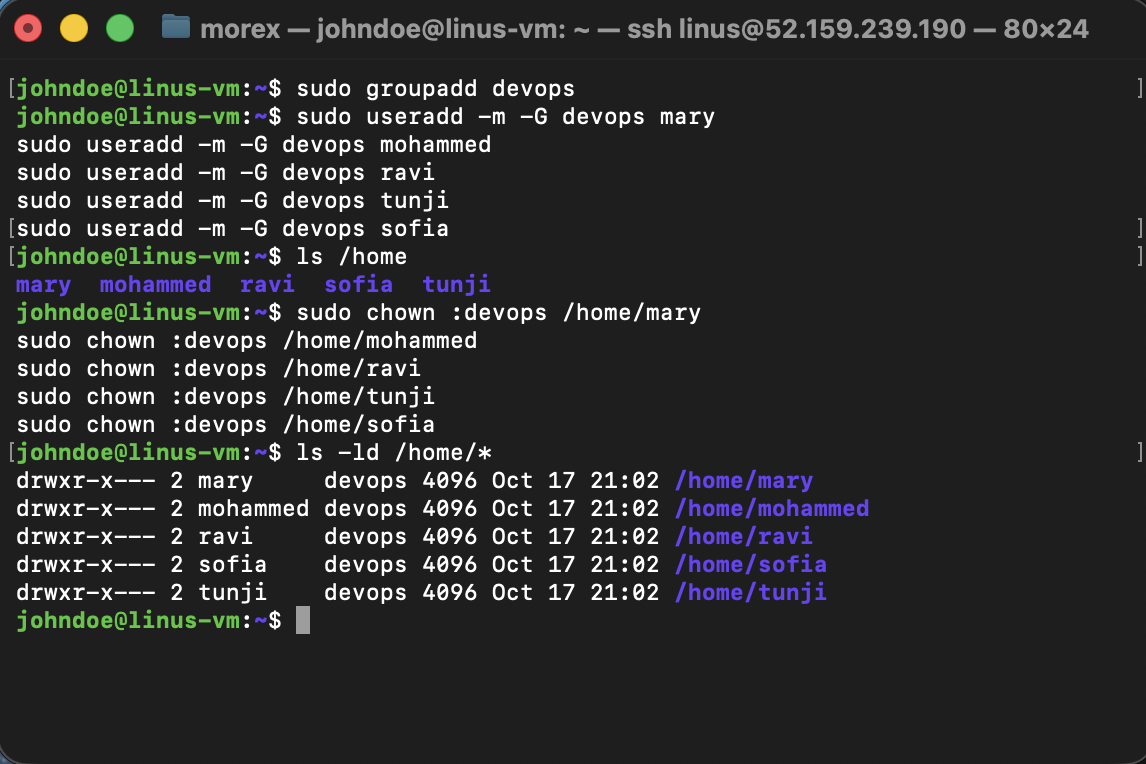 morex — johndoe@linus-vm: ~ — ssh linus@52.159.239.190 — 80×24
[johndoe@linus-vm:~$ sudo groupadd devops ]
johndoe@linus-vm:~$ sudo useradd -m -G devops mary
sudo useradd -m -G devops mohammed
sudo useradd -m -G devops ravi
sudo useradd -m -G devops tunji
[sudo useradd -m -G devops sofia ]
[johndoe@linus-vm:~$ ls /home ]
mary  mohammed  ravi  sofia  tunji
johndoe@linus-vm:~$ sudo chown :devops /home/mary
sudo chown :devops /home/mohammed
sudo chown :devops /home/ravi
sudo chown :devops /home/tunji
sudo chown :devops /home/sofia
[johndoe@linus-vm:~$ ls -ld /home/* ]
drwxr-x--- 2 mary     devops 4096 Oct 17 21:02 /home/mary
drwxr-x--- 2 mohammed devops 4096 Oct 17 21:02 /home/mohammed
drwxr-x--- 2 ravi     devops 4096 Oct 17 21:02 /home/ravi
drwxr-x--- 2 sofia    devops 4096 Oct 17 21:02 /home/sofia
drwxr-x--- 2 tunji    devops 4096 Oct 17 21:02 /home/tunji
johndoe@linus-vm:~$